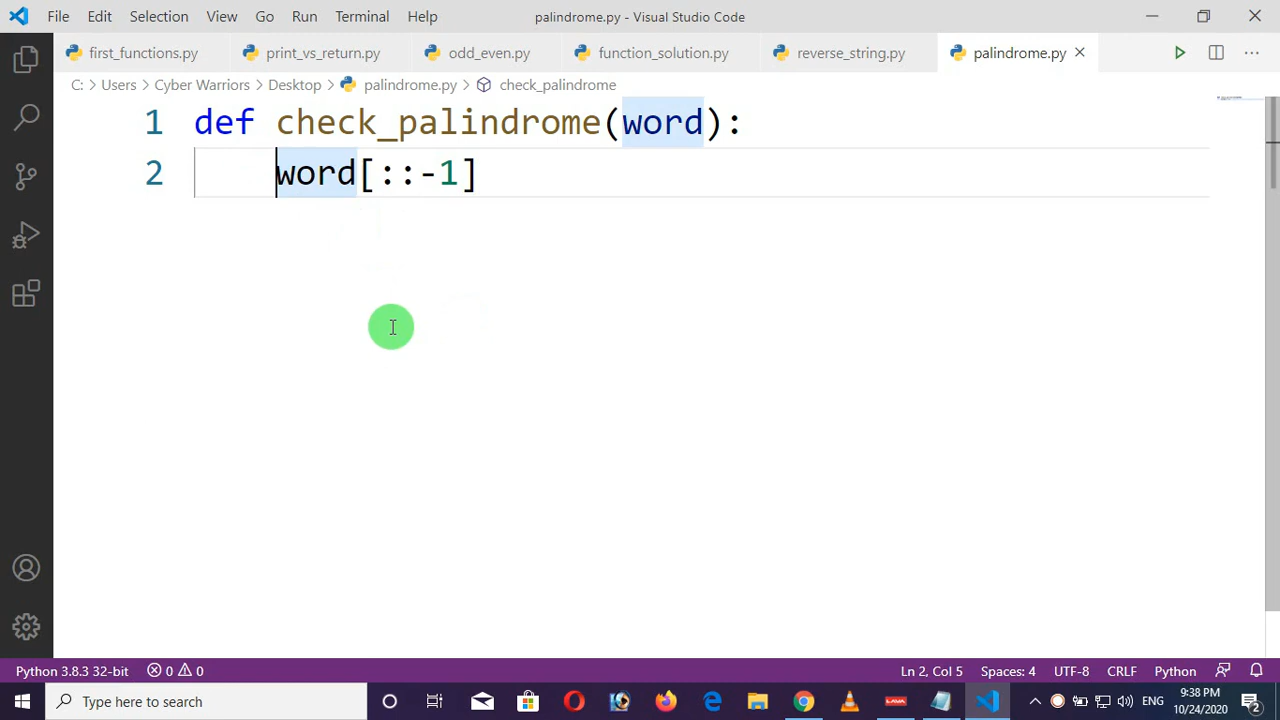 File Edit Selection View Go Run Terminal Help palindrome.py - Visual Studio Code
first_functions.py print_vs_return.py odd_even.py function_solution.py reverse_string.py palindrome.py
C: > Users > Cyber Warriors > Desktop > palindrome.py > check_palindrome
1 def check_palindrome(word):
2 word[::-1]
Python 3.8.3 32-bit 0 0 Ln 2, Col 5 Spaces: 4 UTF-8 CRLF Python
Type here to search LAVA ENG 9:38 PM
10/24/2020 2